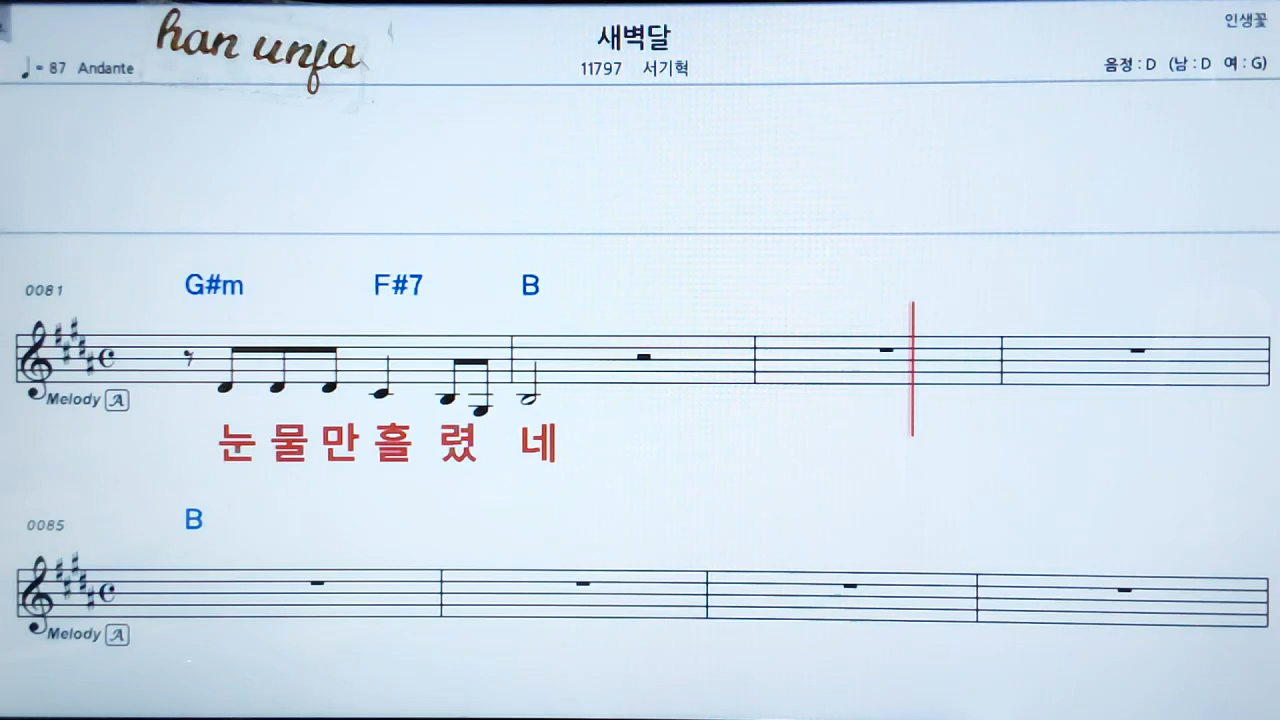 han unja
새벽달
인생꽃
♩= 87 Andante
11797 서기혁
음정 : D (남 : D 여 : G)
0081
G#m F#7 B
Melody A
눈 물 만 흘 렸 네
0085
B
Melody A